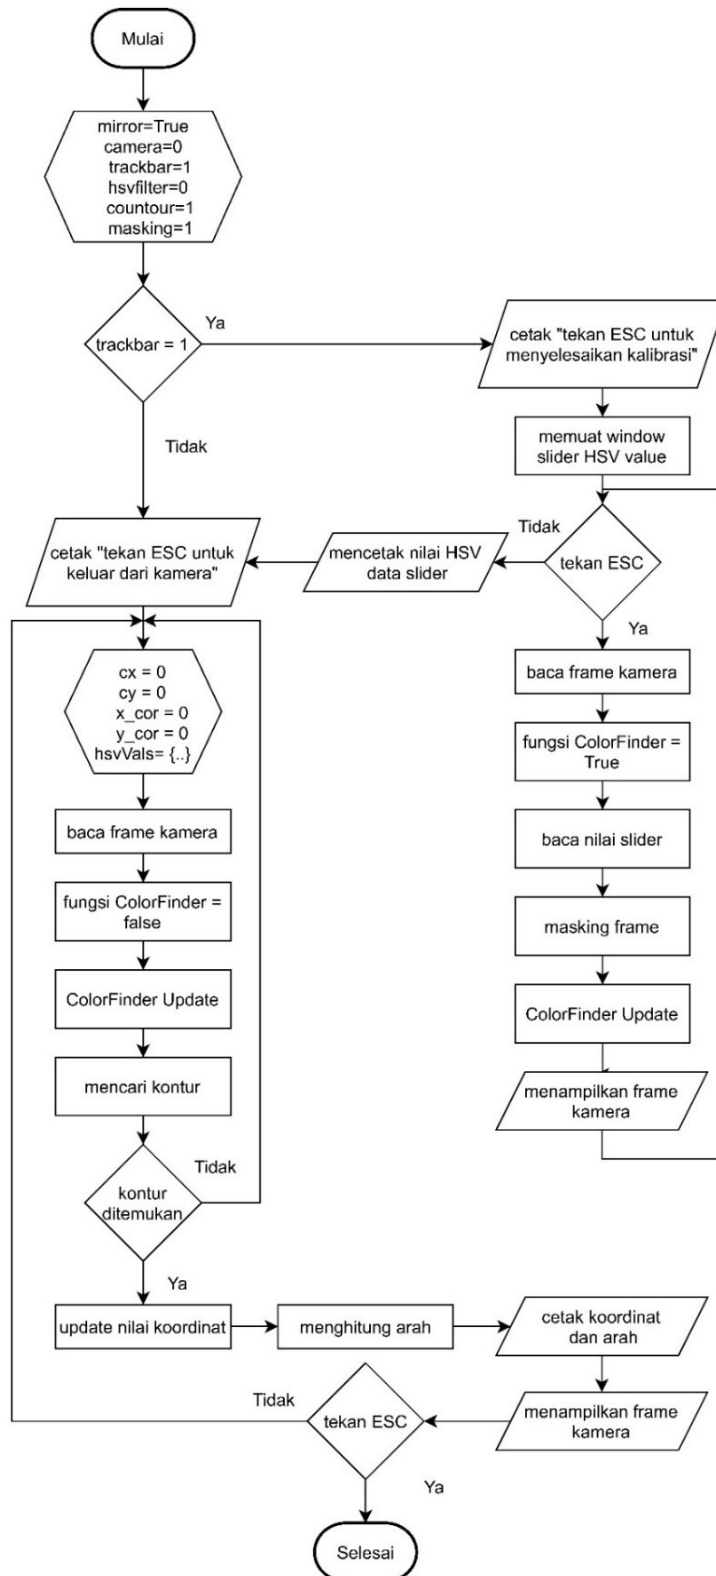 Mulai
mirror=True
camera=0
trackbar=1
hsvfilter=0
countour=1
masking=1
trackbar = 1
Ya
cetak "tekan ESC untuk
menyelesaikan kalibrasi"
Tidak
memuat window
slider HSV value
cetak "tekan ESC untuk
keluar dari kamera"
mencetak nilai HSV
data slider
Tidak
tekan ESC
Ya
cx = 0
cy = 0
x_cor = 0
y_cor = 0
hsvVals= {..}
baca frame kamera
fungsi ColorFinder =
True
baca frame kamera
baca nilai slider
fungsi ColorFinder =
false
masking frame
ColorFinder Update
ColorFinder Update
mencari kontur
menampilkan frame
kamera
Tidak
kontur
ditemukan
Ya
update nilai koordinat
menghitung arah
cetak koordinat
dan arah
Tidak
tekan ESC
menampilkan frame
kamera
Ya
Selesai